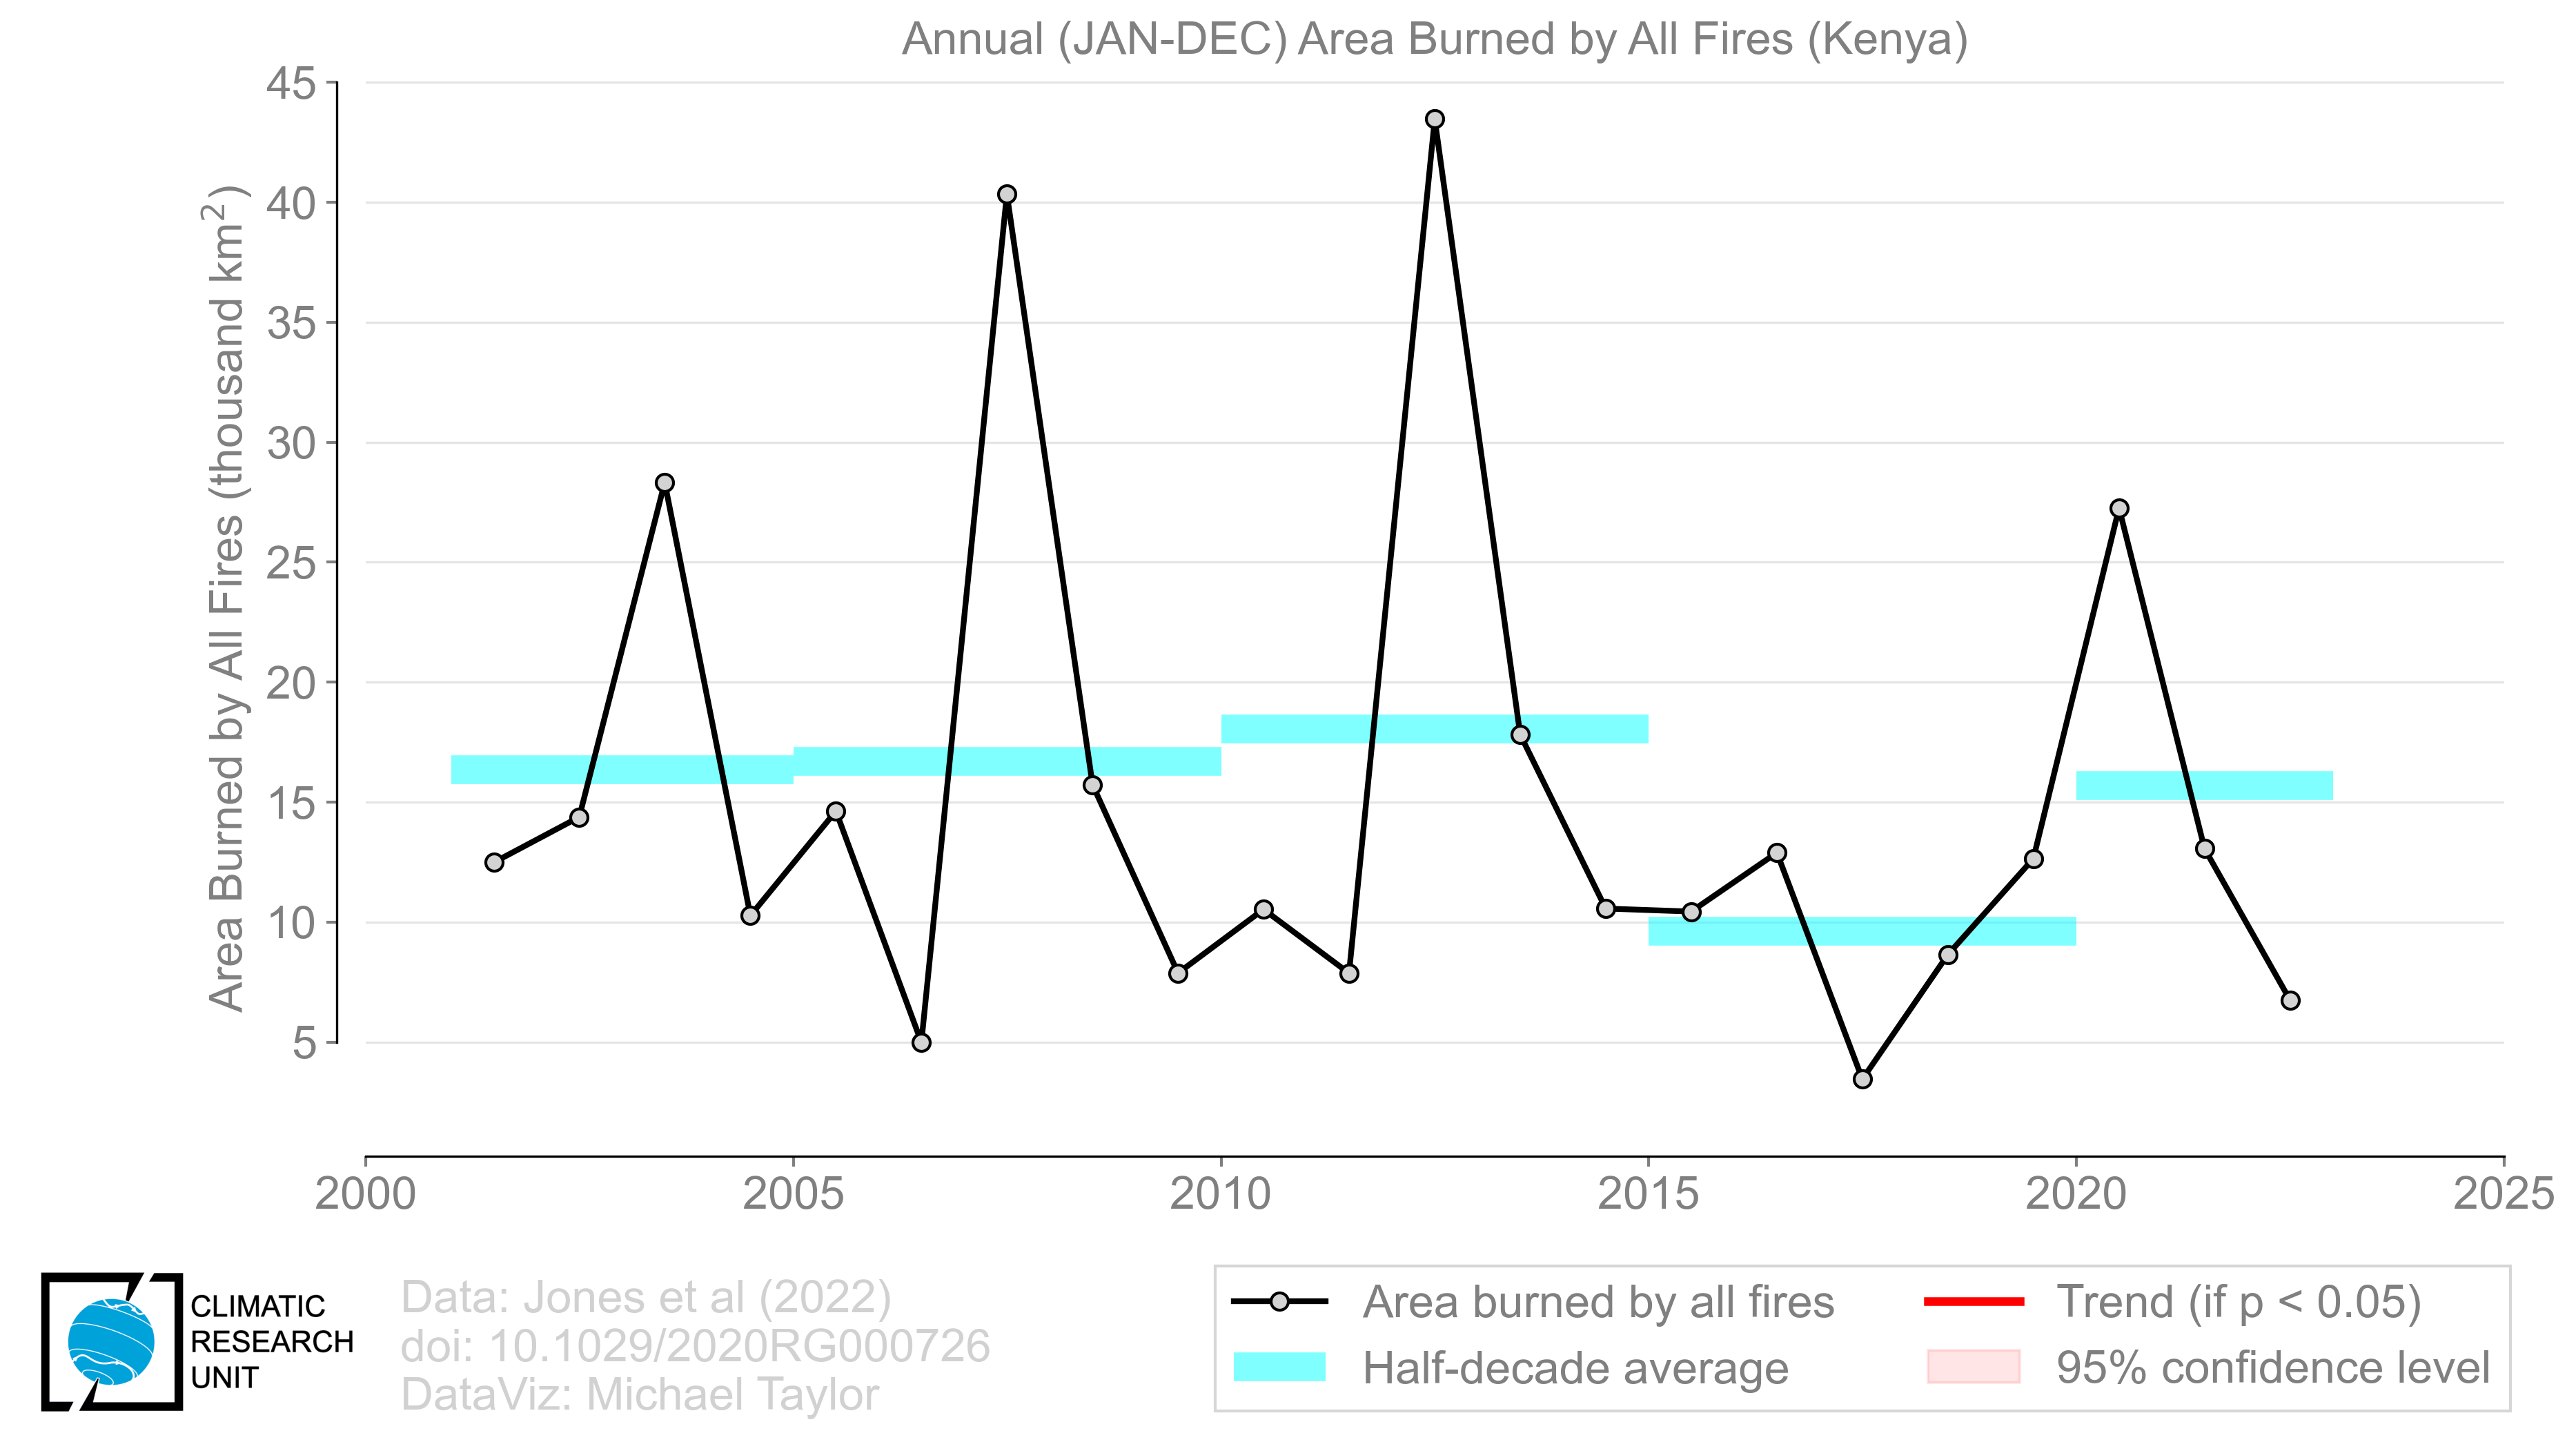 Annual (JAN-DEC) Area Burned by All Fires (Kenya)
Area Burned by All Fires (thousand km²)
45
40
35
30
25
20
15
10
5
2000 2005 2010 2015 2020 2025
CLIMATIC
RESEARCH
UNIT
Data: Jones et al (2022)
doi: 10.1029/2020RG000726
DataViz: Michael Taylor
Area burned by all fires
Half-decade average
Trend (if p < 0.05)
95% confidence level